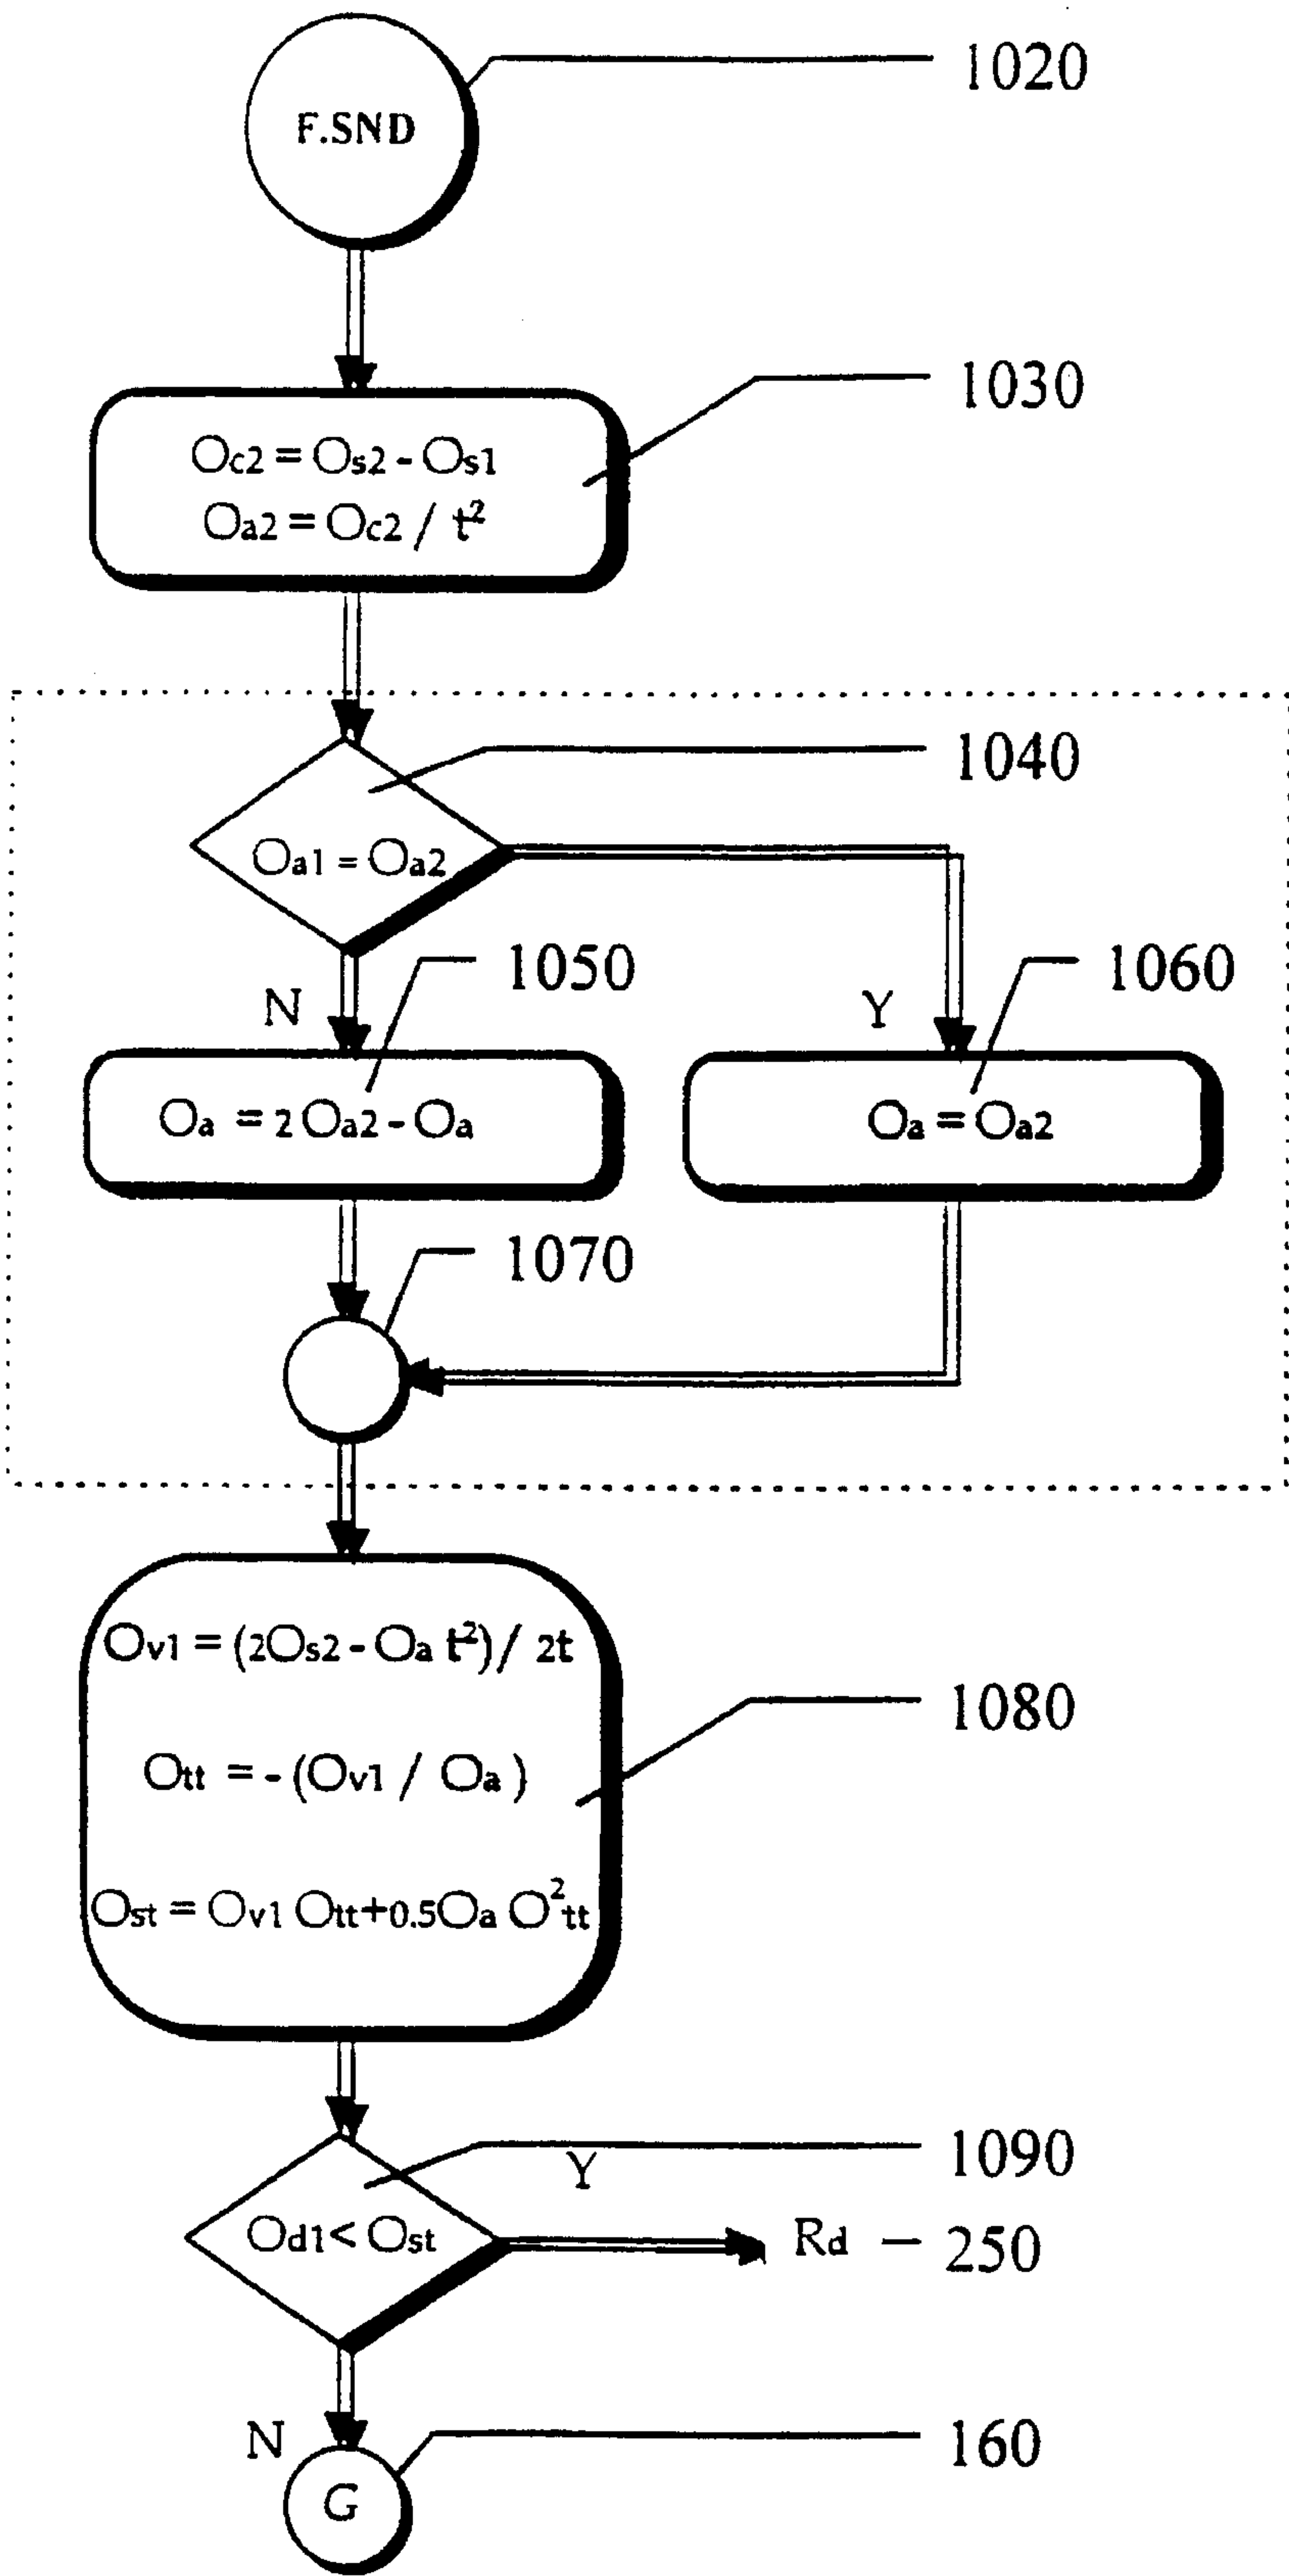 1020
F.SND
1030
Oc2 = Os2 - Os1
Oa2 = Oc2 / t²
1040
Oa1 = Oa2
1050
1060
N
Y
Oa = 2 Oa2 - Oa
Oa = Oa2
1070
Ov1 = (2Os2 - Oa t²) / 2t
1080
Ott = - (Ov1 / Oa )
Ost = Ov1 Ott+0.5Oa O²tt
1090
Y
Od1 < Ost
Rd — 250
N
160
G